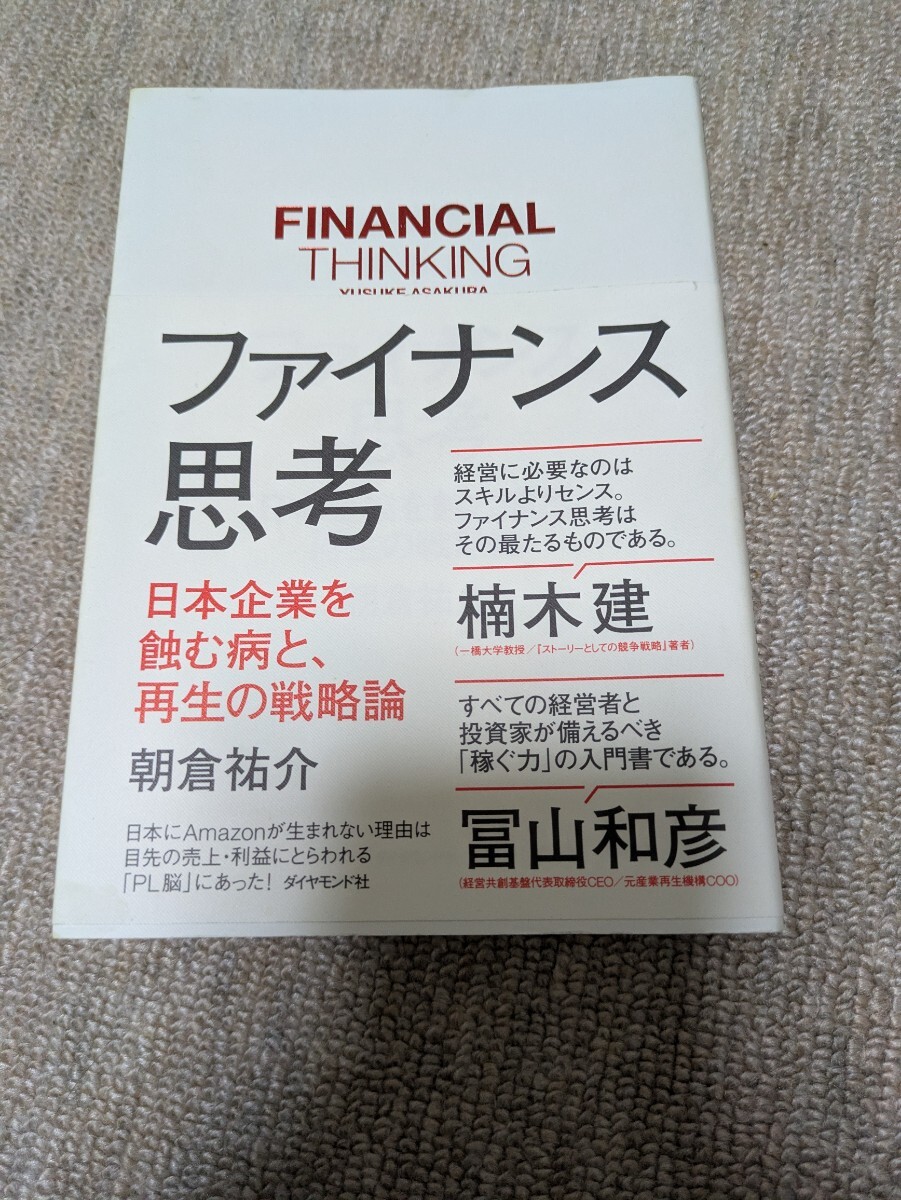 FINANCIAL
THINKING
YUSUKE ASAKURA
ファイナンス
思考
日本企業を
蝕む病と、
再生の戦略論
朝倉祐介
日本にAmazonが生まれない理由は
目先の売上・利益にとらわれる
「PL脳」にあった! ダイヤモンド社
経営に必要なのは
スキルよりセンス。
ファイナンス思考は
その最たるものである。
楠木建
(一橋大学教授/『ストーリーとしての競争戦略』著者)
すべての経営者と
投資家が備えるべき
「稼ぐ力」の入門書である。
冨山和彦
(経営共創基盤代表取締役CEO/元産業再生機構COO)